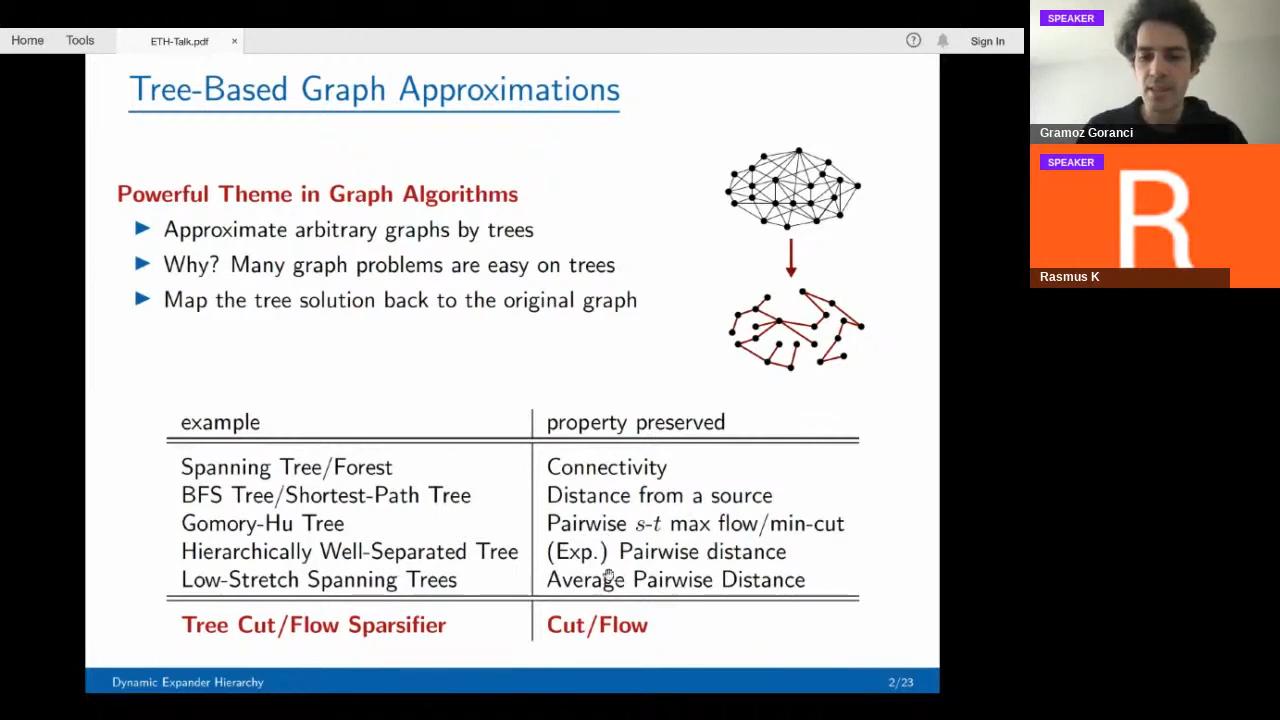 Home Tools ETH-Talk.pdf × ? Sign In
Tree-Based Graph Approximations
Powerful Theme in Graph Algorithms
Approximate arbitrary graphs by trees
Why? Many graph problems are easy on trees
Map the tree solution back to the original graph
example property preserved
Spanning Tree/Forest Connectivity
BFS Tree/Shortest-Path Tree Distance from a source
Gomory-Hu Tree Pairwise s-t max flow/min-cut
Hierarchically Well-Separated Tree (Exp.) Pairwise distance
Low-Stretch Spanning Trees Average Pairwise Distance
Tree Cut/Flow Sparsifier Cut/Flow
Dynamic Expander Hierarchy 2/23
SPEAKER
Gramoz Goranci
SPEAKER
R
Rasmus K